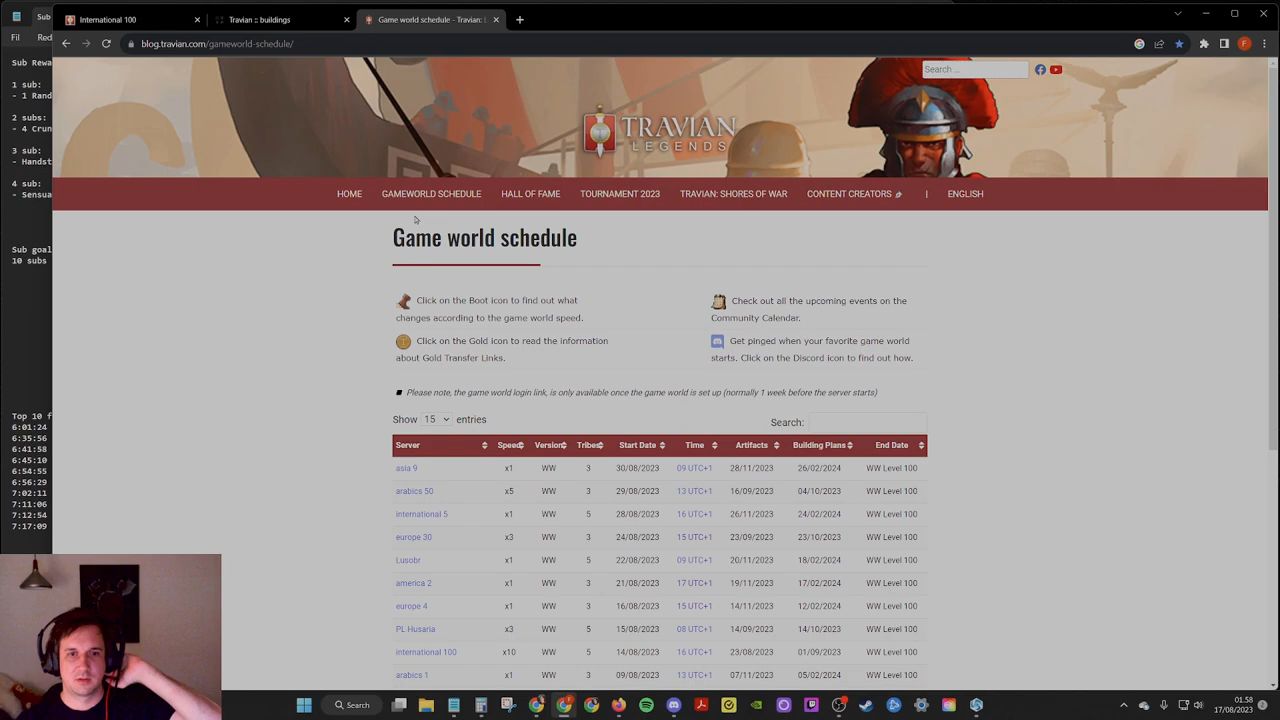 International 100
Travian :: buildings
Game world schedule - Travian: L
blog.travian.com/gameworld-schedule/
Fil Red
Sub Rewa
1 sub:
- 1 Rand
2 subs:
- 4 Crun
3 sub:
- Handst
4 sub:
- Sensua
Sub goal
10 subs
Top 10 f
6:01:24
6:35:56
6:41:58
6:45:10
6:54:55
6:56:29
7:02:11
7:11:06
7:12:54
7:17:09
Search ...
TRAVIAN
LEGENDS
HOME GAMEWORLD SCHEDULE HALL OF FAME TOURNAMENT 2023 TRAVIAN: SHORES OF WAR CONTENT CREATORS | ENGLISH
Game world schedule
Click on the Boot icon to find out what
changes according to the game world speed.
Check out all the upcoming events on the
Community Calendar.
Click on the Gold icon to read the information
about Gold Transfer Links.
Get pinged when your favorite game world
starts. Click on the Discord icon to find out how.
Please note, the game world login link, is only available once the game world is set up (normally 1 week before the server starts)
Show 15 entries Search:
Server Speed Version Tribes Start Date Time Artifacts Building Plans End Date
asia 9 x1 WW 3 30/08/2023 09 UTC+1 28/11/2023 26/02/2024 WW Level 100
arabics 50 x5 WW 3 29/08/2023 13 UTC+1 16/09/2023 04/10/2023 WW Level 100
international 5 x1 WW 5 28/08/2023 16 UTC+1 26/11/2023 24/02/2024 WW Level 100
europe 30 x3 WW 3 24/08/2023 15 UTC+1 23/09/2023 23/10/2023 WW Level 100
Lusobr x1 WW 5 22/08/2023 09 UTC+1 20/11/2023 18/02/2024 WW Level 100
america 2 x1 WW 3 21/08/2023 17 UTC+1 19/11/2023 17/02/2024 WW Level 100
europe 4 x1 WW 3 16/08/2023 15 UTC+1 14/11/2023 12/02/2024 WW Level 100
PL Husaria x3 WW 5 15/08/2023 08 UTC+1 14/09/2023 14/10/2023 WW Level 100
international 100 x10 WW 5 14/08/2023 16 UTC+1 23/08/2023 01/09/2023 WW Level 100
arabics 1 x1 WW 3 09/08/2023 13 UTC+1 07/11/2023 05/02/2024 WW Level 100
Search
01.58
17/08/2023